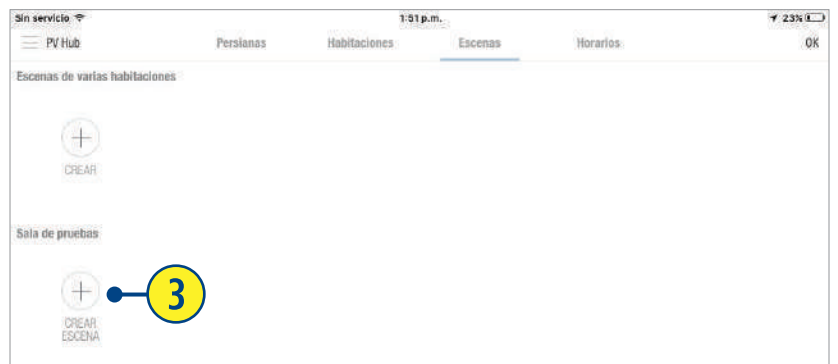 Sin servicio 1:51 p.m. 23%
PV Hub Persianas Habitaciones Escenas Horarios OK
Escenas de varias habitaciones
CREAR
Sala de pruebas
3
CREAR
ESCENA